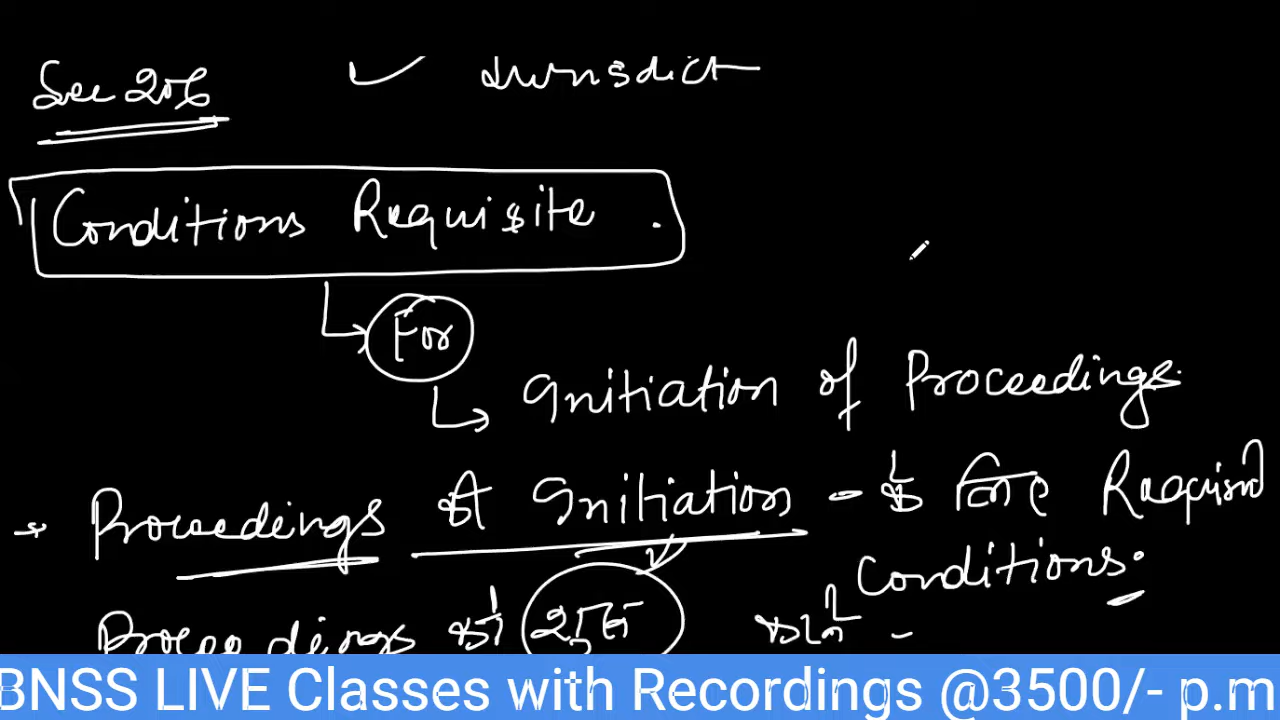 Sec 206 ✓ Jurisdict
Conditions Requisite.
For
Initiation of Proceedings
Proceedings की Initiation - के लिए Required
Conditions.
Proceedings
BNSS LIVE Classes with Recordings @3500/- p.m